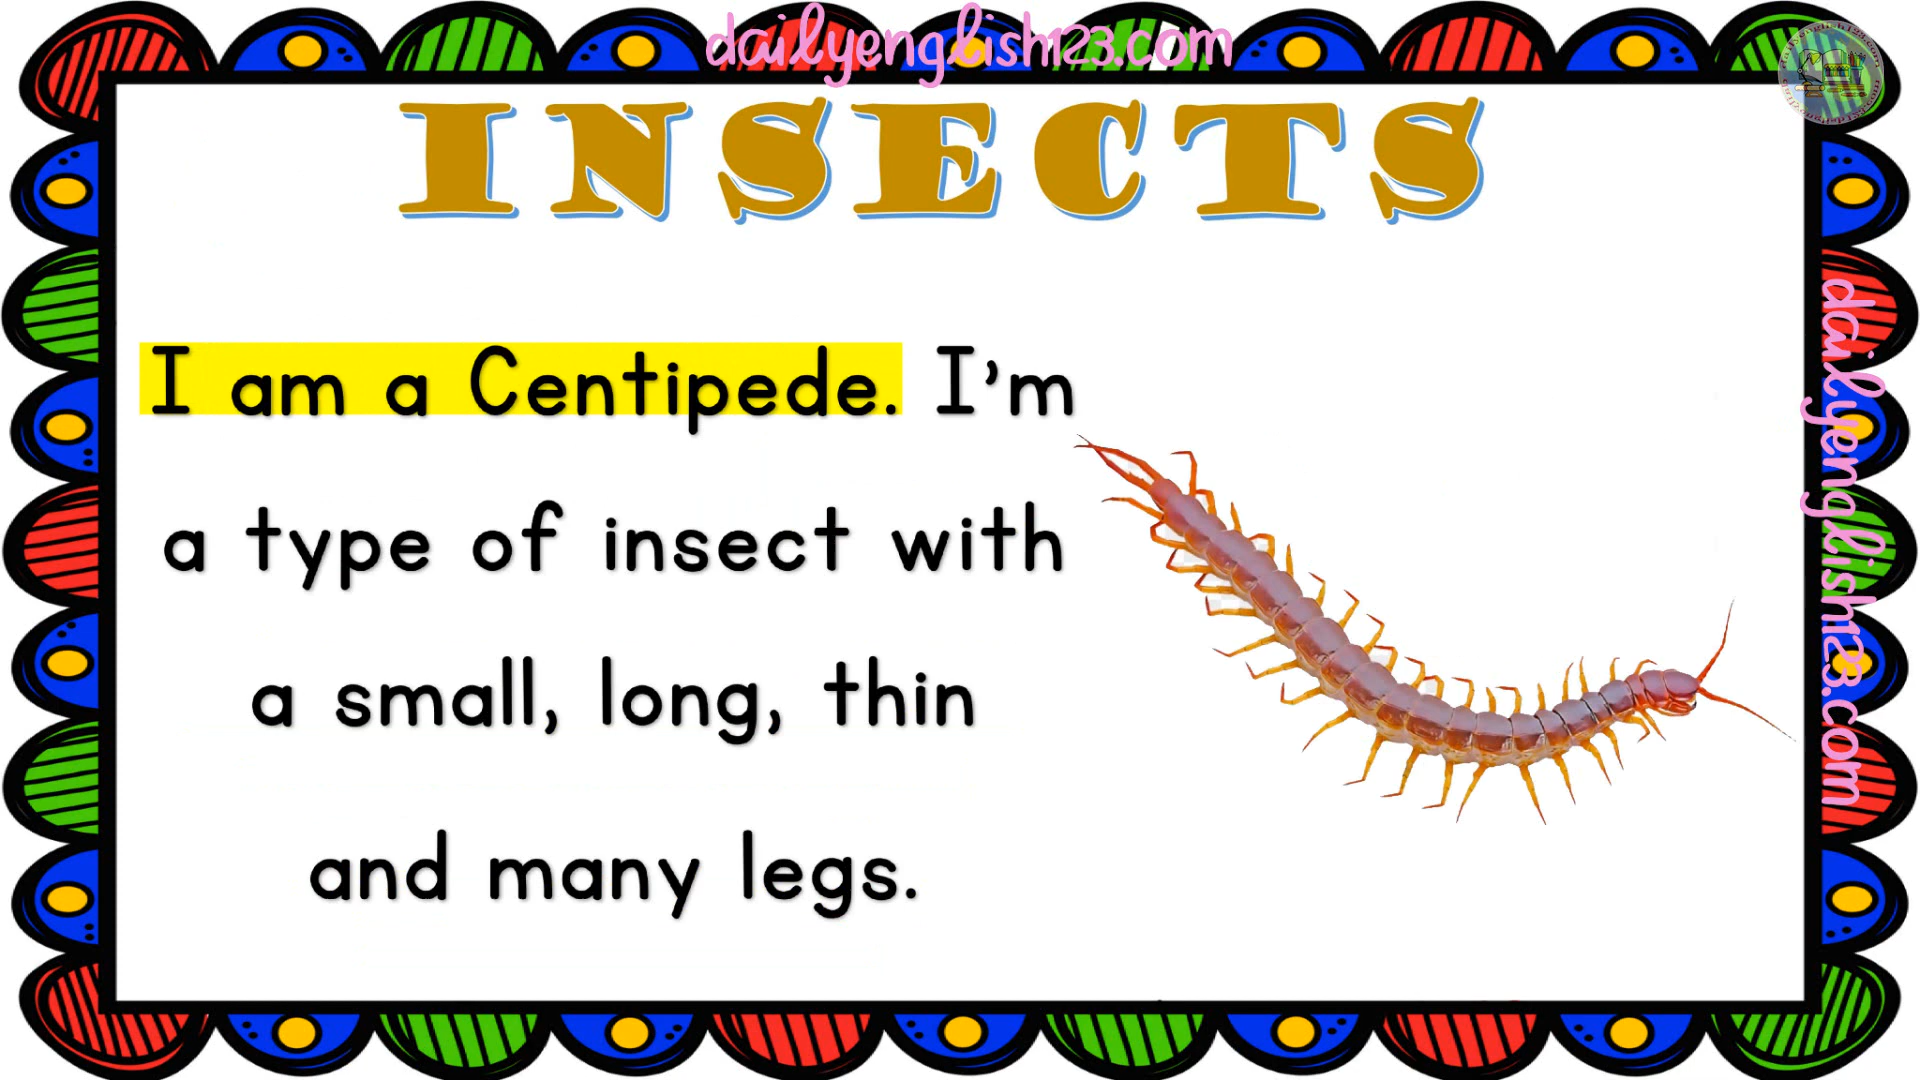 dailyenglish123.com
INSECTS
I am a Centipede. I'm
a type of insect with
a small, long, thin
and many legs.
dailyenglish123.com